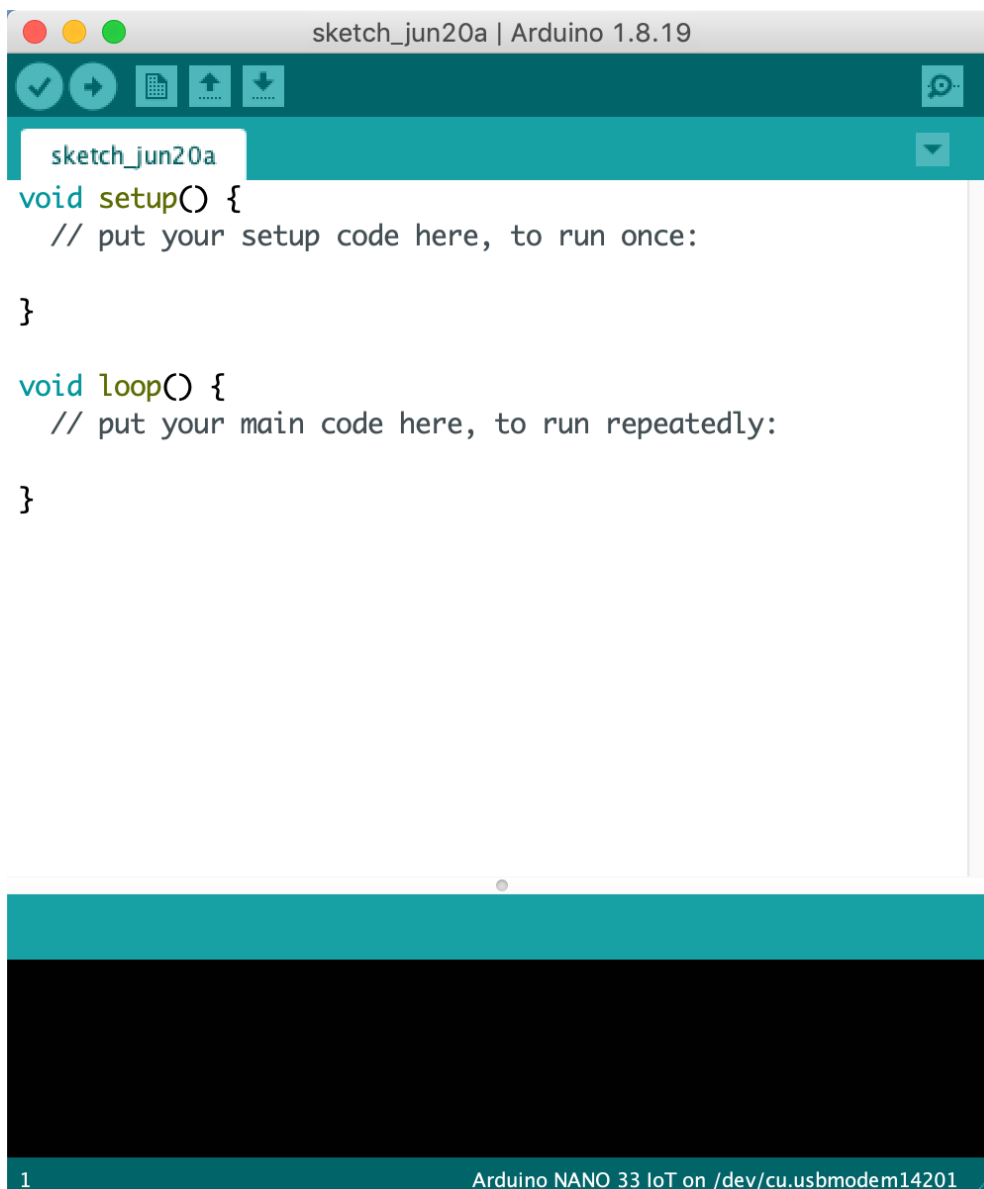 sketch_jun20a | Arduino 1.8.19
sketch_jun20a
void setup() {
  // put your setup code here, to run once:
}
void loop() {
  // put your main code here, to run repeatedly:
}
1 Arduino NANO 33 IoT on /dev/cu.usbmodem14201